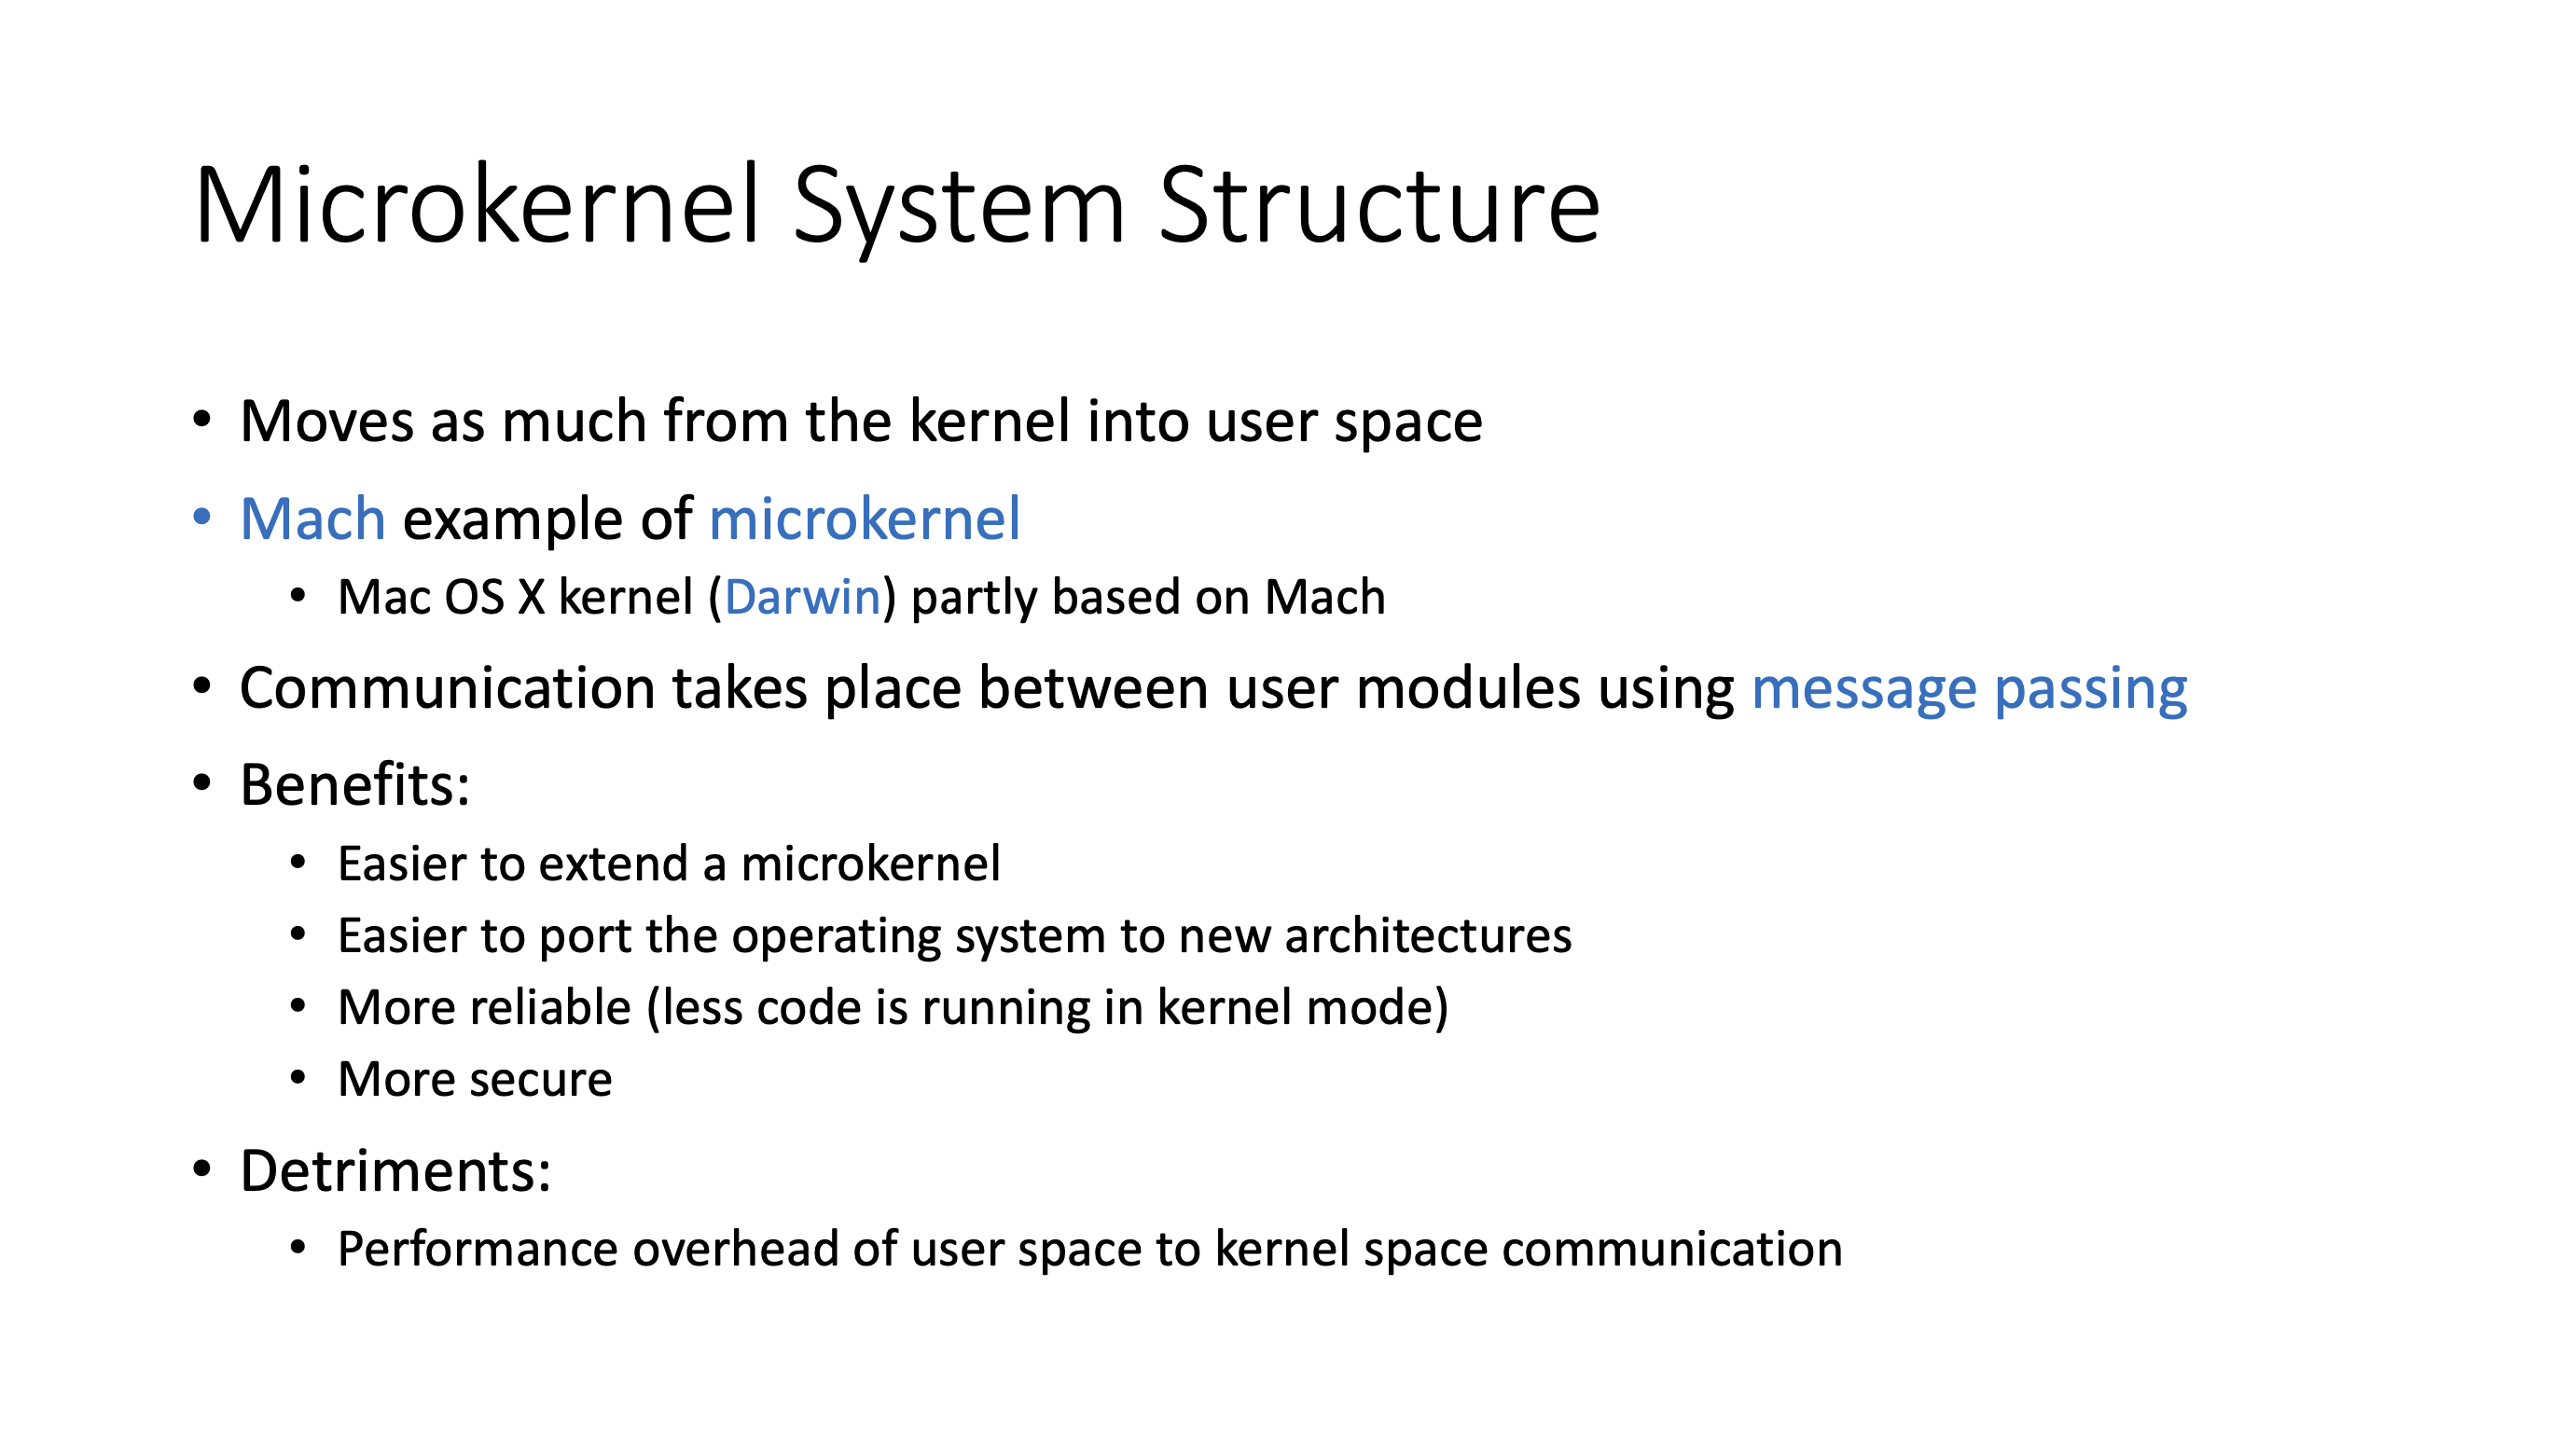 Microkernel System Structure
• Moves as much from the kernel into user space
• Mach example of microkernel
• Mac OS X kernel (Darwin) partly based on Mach
• Communication takes place between user modules using message passing
• Benefits:
• Easier to extend a microkernel
• Easier to port the operating system to new architectures
• More reliable (less code is running in kernel mode)
• More secure
• Detriments:
• Performance overhead of user space to kernel space communication